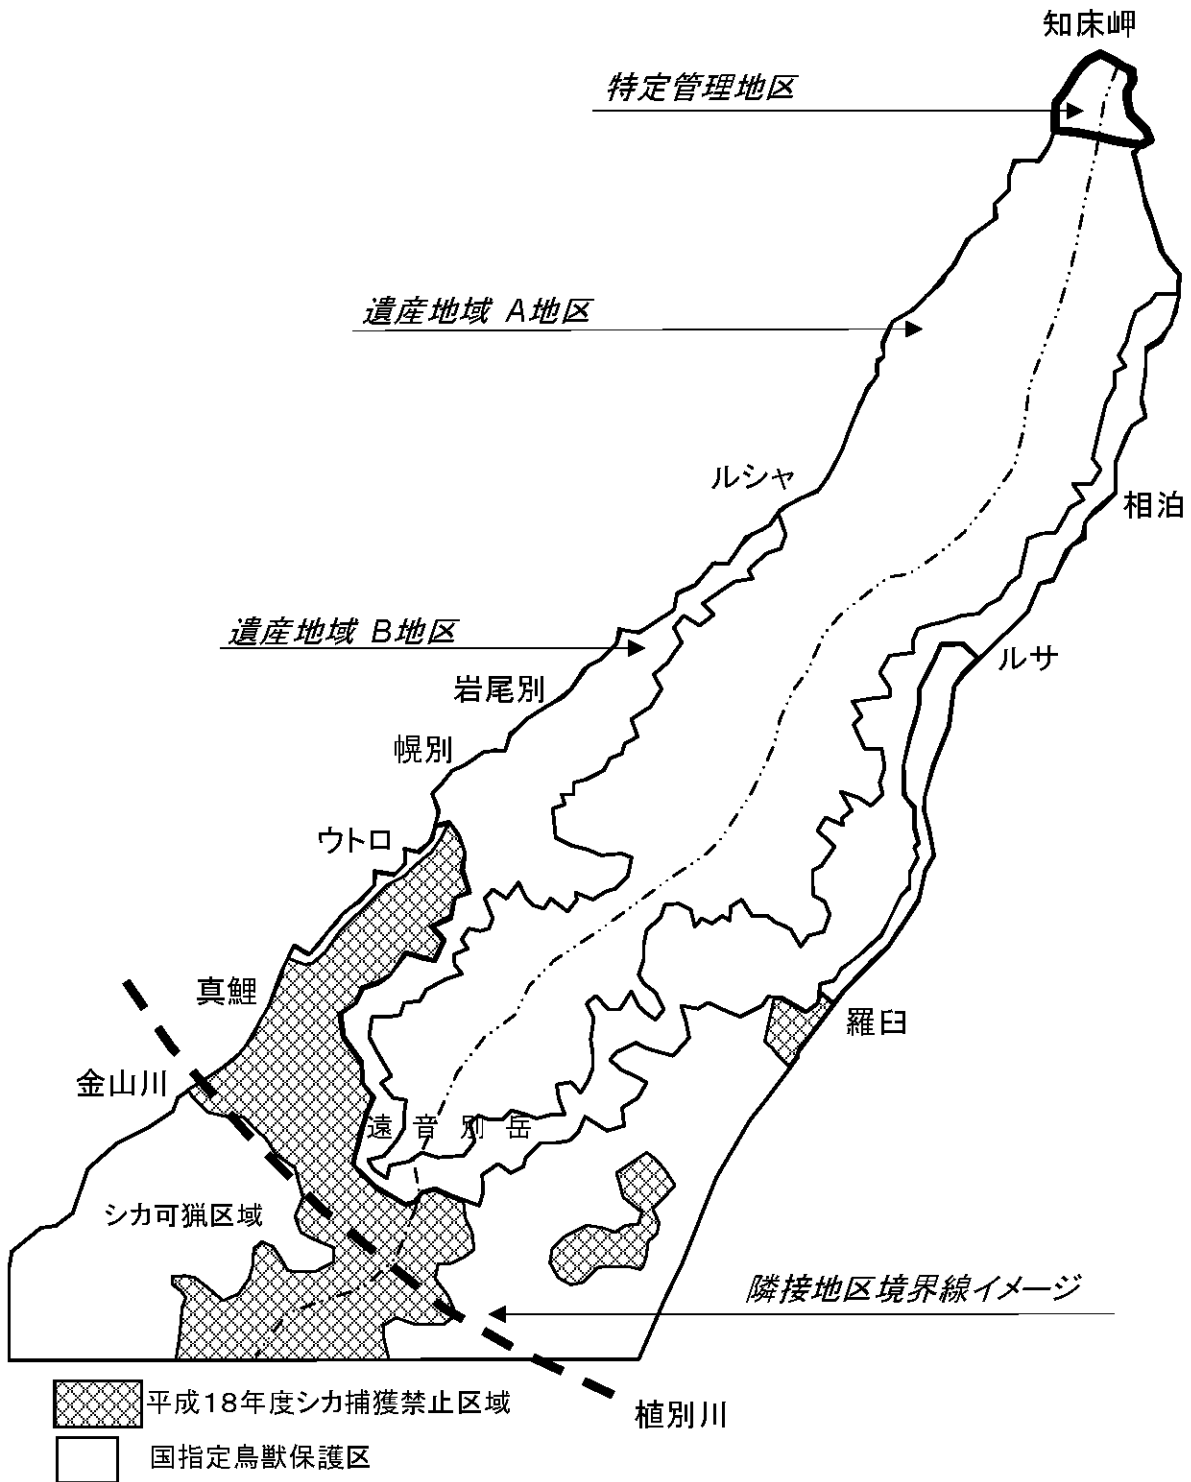 知床岬
特定管理地区
遺産地域 A地区
ルシャ
相泊
遺産地域 B地区
ルサ
岩尾別
幌別
ウトロ
真鯉
羅臼
金山川
遠音別岳
シカ可猟区域
隣接地区境界線イメージ
平成18年度シカ捕獲禁止区域
植別川
国指定鳥獣保護区